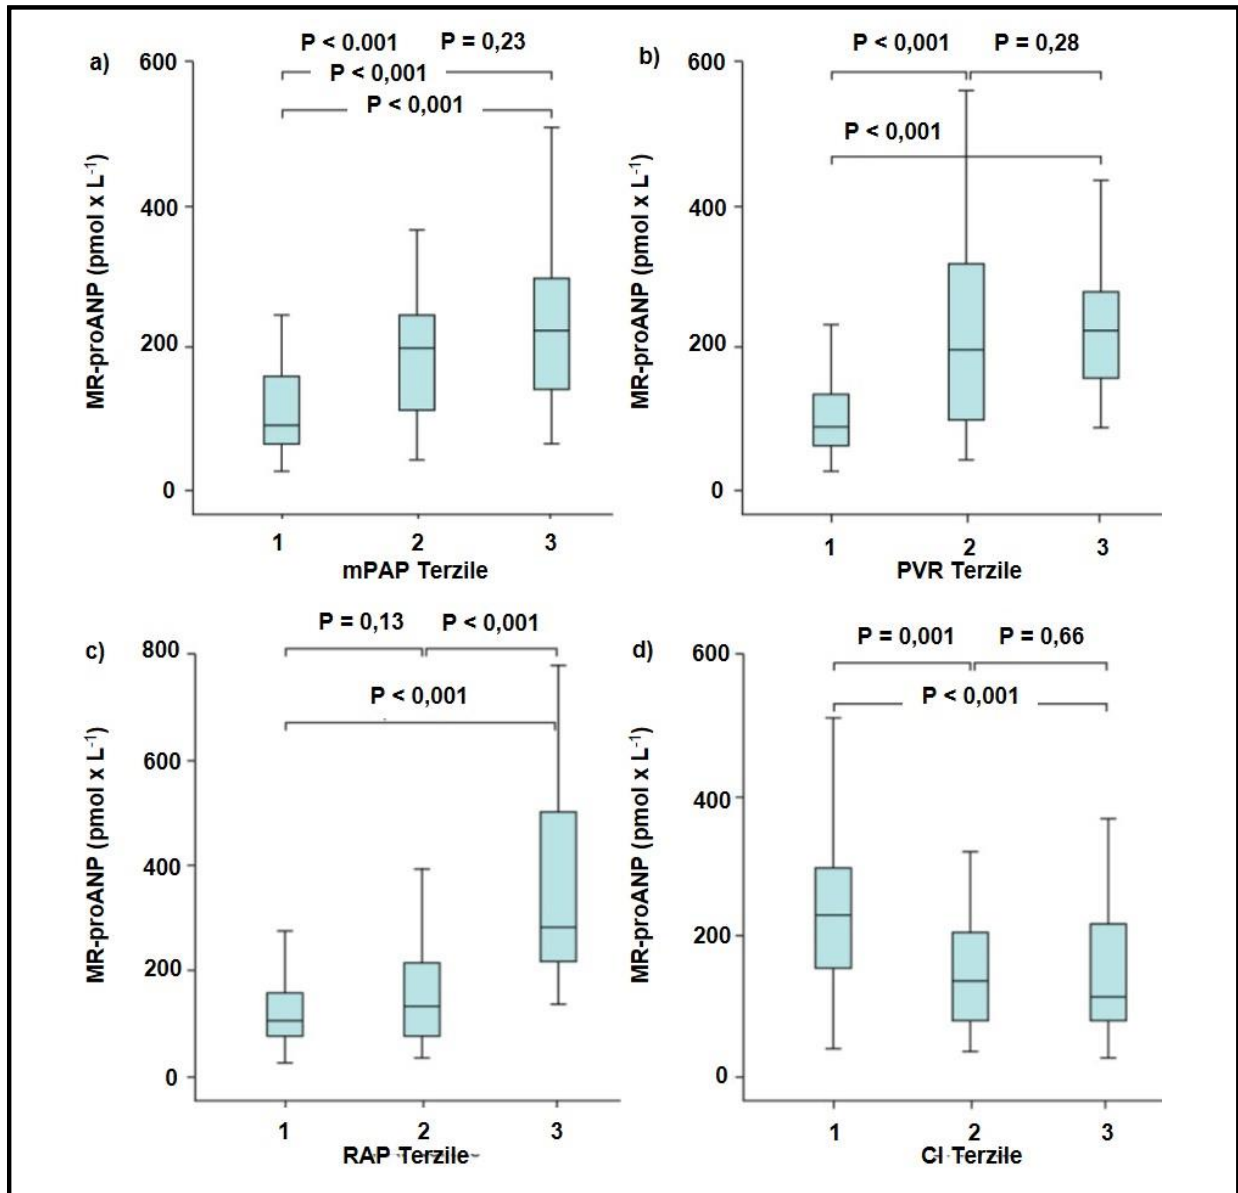 a)
P < 0.001 P = 0,23
P < 0,001
P < 0,001
600
400
200
0
MR-proANP (pmol x L-1)
1 2 3
mPAP Terzile
b)
P < 0,001 P = 0,28
P < 0,001
600
400
200
0
MR-proANP (pmol x L-1)
1 2 3
PVR Terzile
c)
P = 0,13 P < 0,001
P < 0,001
800
600
400
200
0
MR-proANP (pmol x L-1)
1 2 3
RAP Terzile
d)
P = 0,001 P = 0,66
P < 0,001
600
400
200
0
MR-proANP (pmol x L-1)
1 2 3
CI Terzile